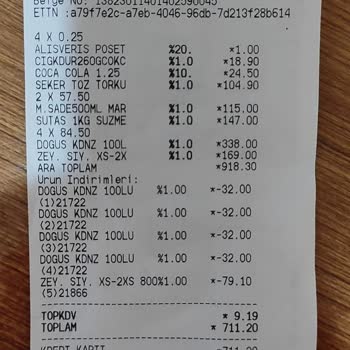 Belge No: 13823011401402590045
ETTN :a79f7e2c-a7eb-4046-96db-7d213f28b614
4 X 0.25
ALISVERIS POSET %20. *1.00
CIGKDUR260GCOKC %1.0 *18.90
COCA COLA 1.25 %10. *24.50
SEKER TOZ TORKU %1.0 *104.90
2 X 57.50
M.SADE500ML MAR %1.0 *115.00
SUTAS 1KG SUZME %1.0 *147.00
4 X 84.50
DOGUS KDNZ 100L %1.0 *338.00
ZEY. SIY. XS-2X %1.0 *169.00
ARA TOPLAM *918.30
Urun Indirimleri:
DOGUS KDNZ 100LU %1.00 *-32.00
(1)21722
DOGUS KDNZ 100LU %1.00 *-32.00
(2)21722
DOGUS KDNZ 100LU %1.00 *-32.00
(3)21722
DOGUS KDNZ 100LU %1.00 *-32.00
(4)21722
ZEY. SIY. XS-2XS 800%1.00 *-79.10
(5)21866
TOPKDV * 9.19
TOPLAM * 711.20